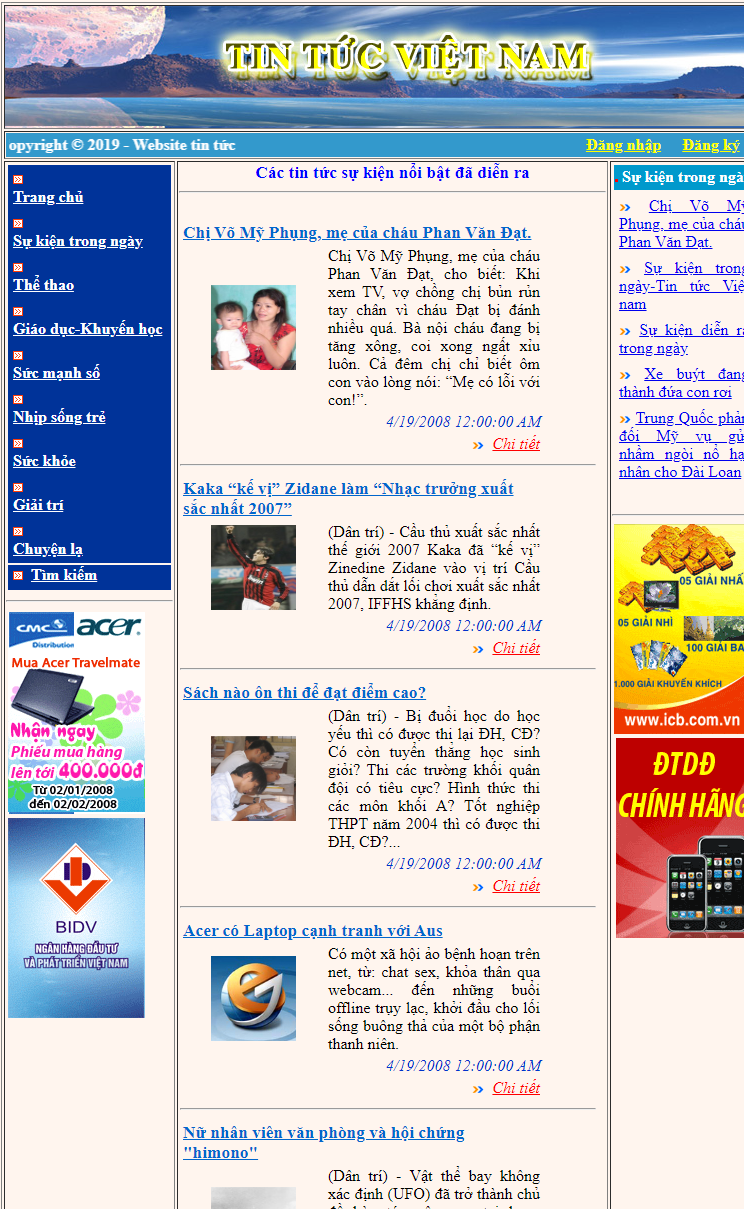 TIN TỨC VIỆT NAM
opyright © 2019 - Website tin tức
Đăng nhập
Đăng ký
Trang chủ
Sự kiện trong ngày
Thể thao
Giáo dục-Khuyến học
Sức mạnh số
Nhịp sống trẻ
Sức khỏe
Giải trí
Chuyện lạ
Tìm kiếm
CMC
Distribution
acer
Mua Acer Travelmate
Nhận ngay
Phiếu mua hàng
lên tới 400.000đ
Từ 02/01/2008
đến 02/02/2008
BIDV
NGÂN HÀNG ĐẦU TƯ
VÀ PHÁT TRIỂN VIỆT NAM
Các tin tức sự kiện nổi bật đã diễn ra
Chị Võ Mỹ Phụng, mẹ của cháu Phan Văn Đạt.
Chị Võ Mỹ Phụng, mẹ của cháu
Phan Văn Đạt, cho biết: Khi
xem TV, vợ chồng chị bủn rủn
tay chân vì cháu Đạt bị đánh
nhiều quá. Bà nội cháu đang bị
tăng xông, coi xong ngất xỉu
luôn. Cả đêm chị chỉ biết ôm
con vào lòng nói: “Mẹ có lỗi với
con!”.
4/19/2008 12:00:00 AM
Chi tiết
Kaka “kế vị” Zidane làm “Nhạc trưởng xuất
sắc nhất 2007”
(Dân trí) - Cầu thủ xuất sắc nhất
thế giới 2007 Kaka đã “kế vị”
Zinedine Zidane vào vị trí Cầu
thủ dẫn dắt lối chơi xuất sắc nhất
2007, IFFHS khẳng định.
4/19/2008 12:00:00 AM
Chi tiết
Sách nào ôn thi để đạt điểm cao?
(Dân trí) - Bị đuổi học do học
yếu thì có được thi lại ĐH, CĐ?
Có còn tuyển thẳng học sinh
giỏi? Thi các trường khối quân
đội có tiêu cực? Hình thức thi
các môn khối A? Tốt nghiệp
THPT năm 2004 thì có được thi
ĐH, CĐ?...
4/19/2008 12:00:00 AM
Chi tiết
Acer có Laptop cạnh tranh với Aus
Có một xã hội ảo bệnh hoạn trên
net, từ: chat sex, khỏa thân qua
webcam... đến những buổi
offline trụy lạc, khởi đầu cho lối
sống buông thả của một bộ phận
thanh niên.
4/19/2008 12:00:00 AM
Chi tiết
Nữ nhân viên văn phòng và hội chứng
"himono"
(Dân trí) - Vật thể bay không
xác định (UFO) đã trở thành chủ
Sự kiện trong ngà
Chị Võ Mỹ
Phụng, mẹ của cháu
Phan Văn Đạt.
Sự kiện trong
ngày-Tin tức Việ
nam
Sự kiện diễn ra
trong ngày
Xe buýt đang
thành đứa con rơi
Trung Quốc phản
đối Mỹ vụ gử
nhầm ngòi nổ hạ
nhân cho Đài Loan
05 GIẢI NHẤ
05 GIẢI NHÌ
100 GIẢI BA
1.000 GIẢI KHUYẾN KHÍCH
www.icb.com.vn
ĐTDĐ
CHÍNH HÃNG